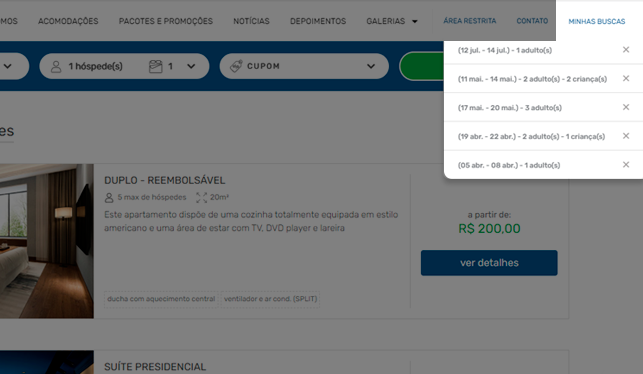 MOS ACOMODAÇÕES PACOTES E PROMOÇÕES NOTÍCIAS DEPOIMENTOS GALERIAS ÁREA RESTRITA CONTATO MINHAS BUSCAS
1 hóspede(s) 1 CUPOM
(12 jul. - 14 jul.) - 1 adulto(s)
(11 mai. - 14 mai.) - 2 adulto(s) - 2 criança(s)
(17 mai. - 20 mai.) - 3 adulto(s)
(19 abr. - 22 abr.) - 2 adulto(s) - 1 criança(s)
(05 abr. - 08 abr.) - 1 adulto(s)
es
DUPLO - REEMBOLSÁVEL
5 max de hóspedes 20m²
Este apartamento dispõe de uma cozinha totalmente equipada em estilo
americano e uma área de estar com TV, DVD player e lareira
ducha com aquecimento central ventilador e ar cond. (SPLIT)
a partir de:
R$ 200,00
ver detalhes
SUÍTE PRESIDENCIAL